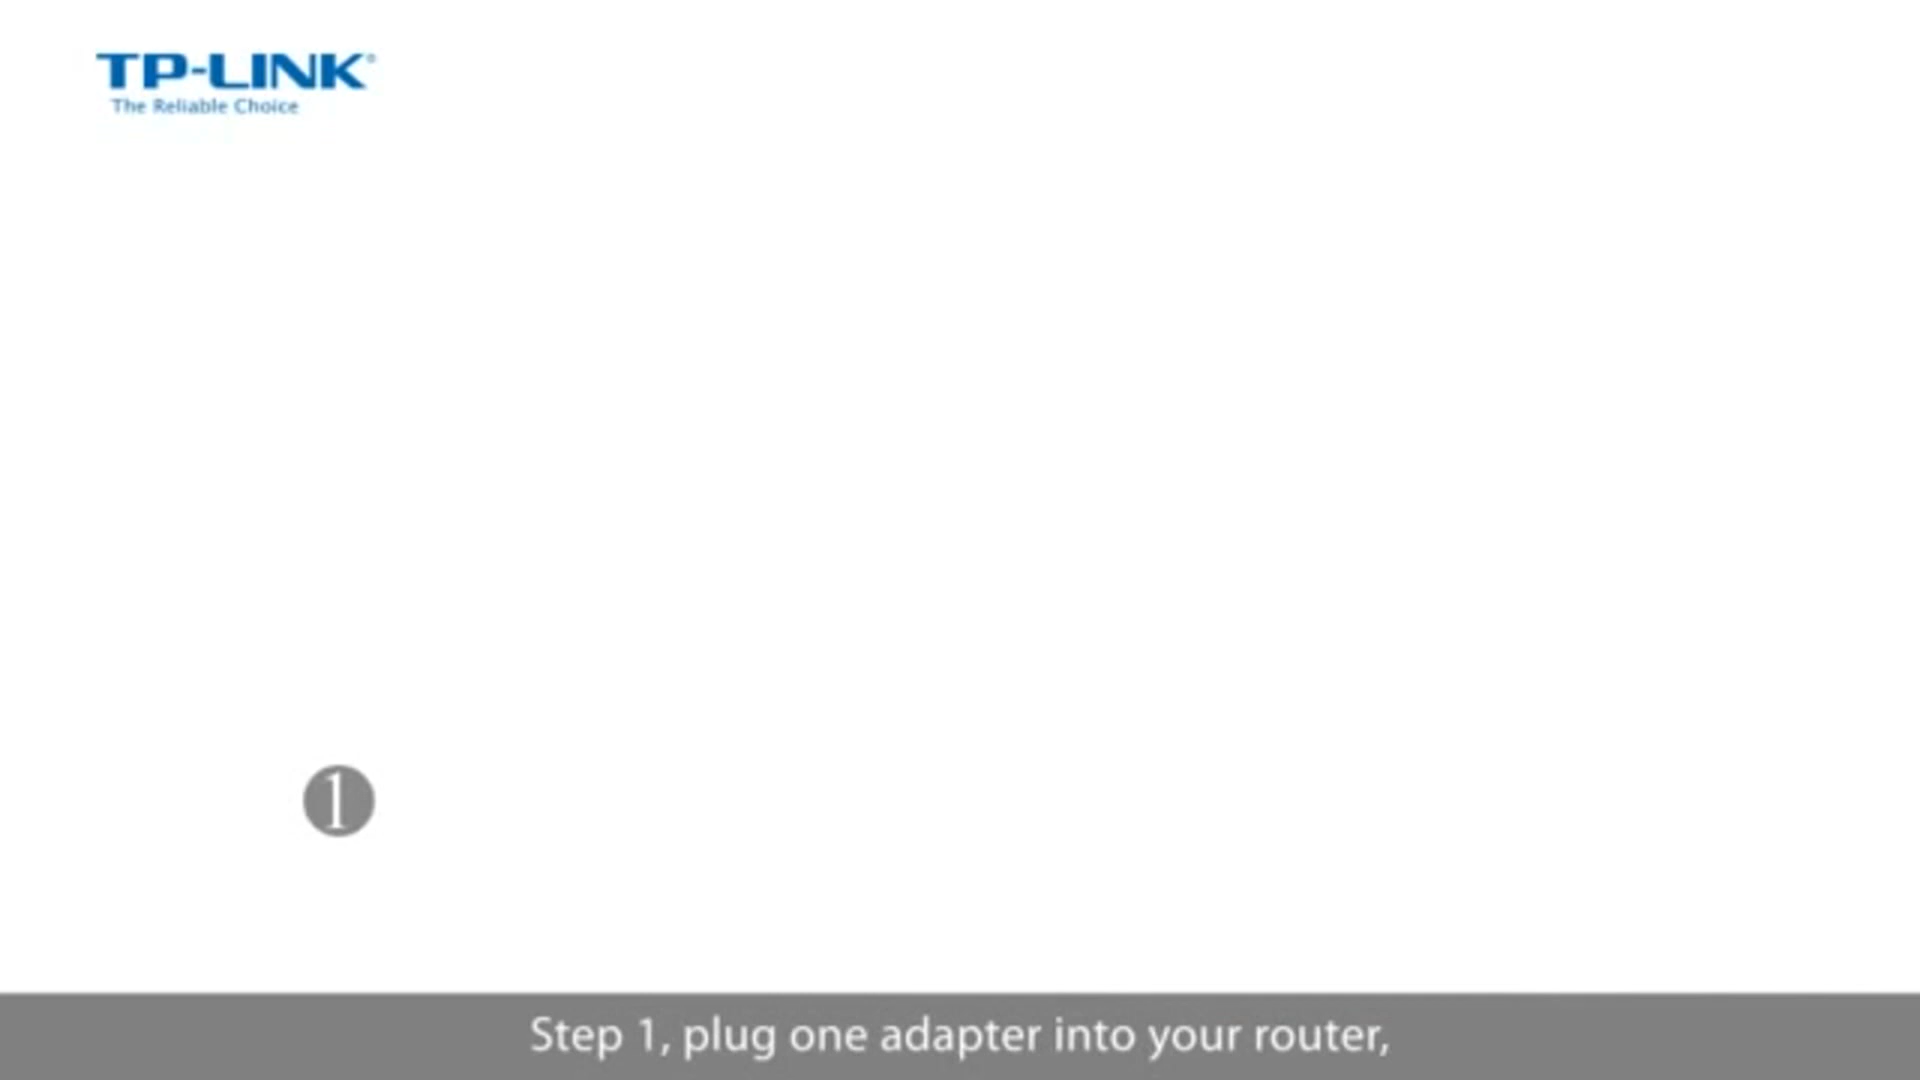 TP-LINK®
The Reliable Choice
1
Step 1, plug one adapter into your router,